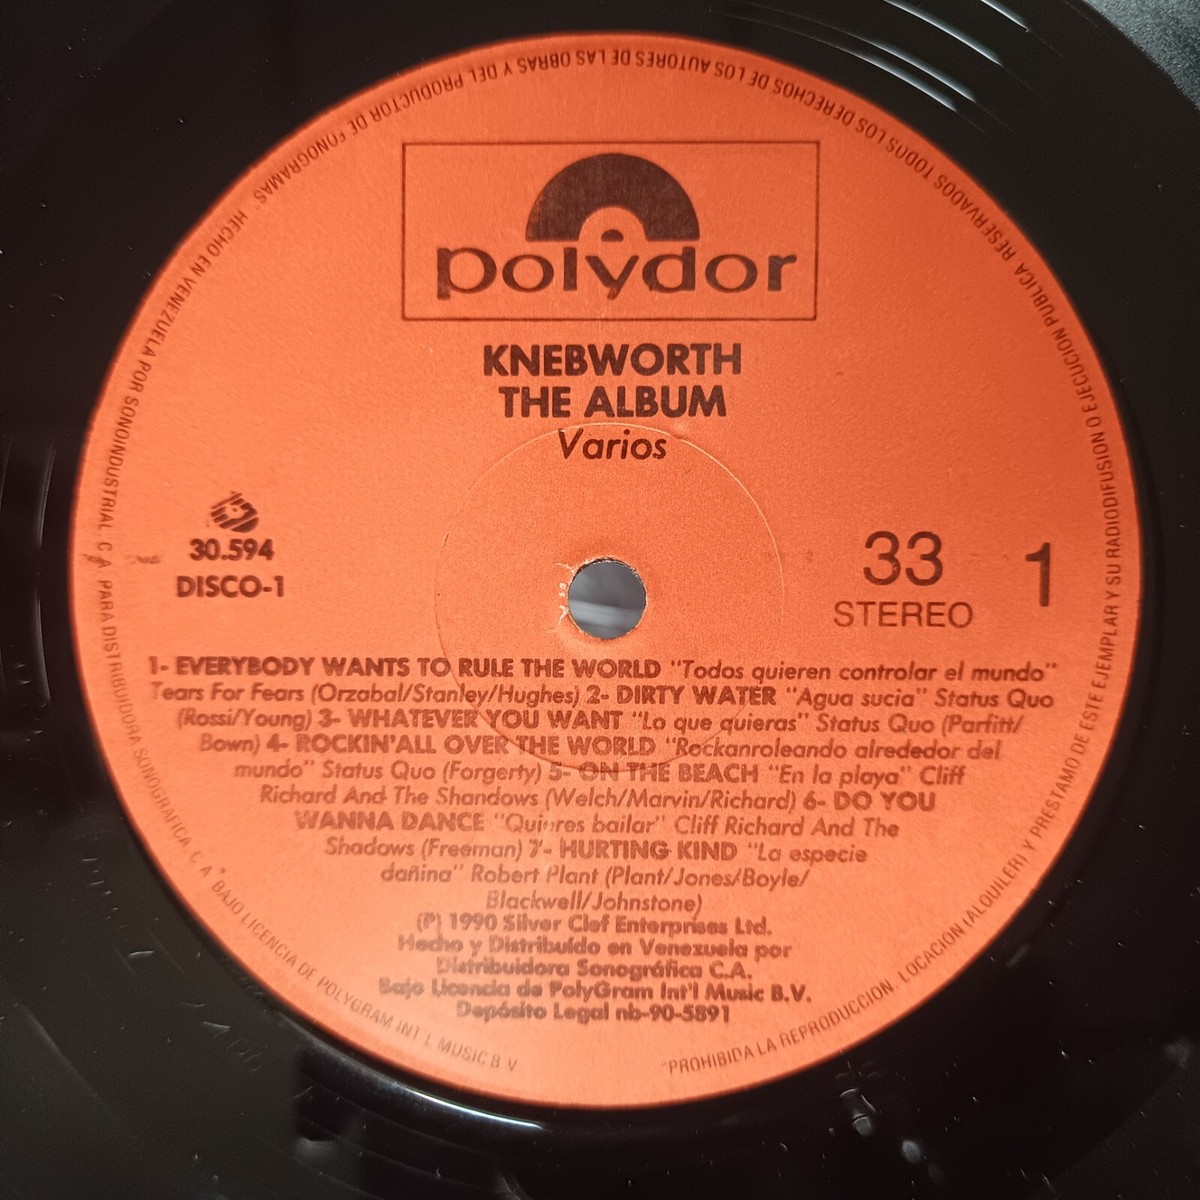 polydor
KNEBWORTH
THE ALBUM
Varios
30.594
DISCO-1
33
STEREO
1
1- EVERYBODY WANTS TO RULE THE WORLD "Todos quieren controlar el mundo"
Tears For Fears (Orzabal/Stanley/Hughes) 2- DIRTY WATER "Agua sucia" Status Quo
(Rossi/Young) 3- WHATEVER YOU WANT "Lo que quieras" Status Quo (Parfitt/
Bown) 4- ROCKIN'ALL OVER THE WORLD "Rockanroleando alrededor del
mundo" Status Quo (Forgerty) 5- ON THE BEACH "En la playa" Cliff
Richard And The Shandows (Welch/Marvin/Richard) 6- DO YOU
WANNA DANCE "Quieres bailar" Cliff Richard And The
Shadows (Freeman) 7- HURTING KIND "La especie
dañina" Robert Plant (Plant/Jones/Boyle/
Blackwell/Johnstone)
(P) 1990 Silver Clef Enterprises Ltd.
Hecho y Distribuído en Venezuela por
Distribuidora Sonográfica C.A.
Bajo Licencia de PolyGram Int'l Music B.V.
Depósito Legal nb-90-5891
"PROHIBIDA LA REPRODUCCION. LOCACION (ALQUILER) Y PRESTAMO DE ESTE EJEMPLAR Y SU RADIODIFUSION O EJECUCION PUBLICA RESERVADOS TODOS LOS DERECHOS DE LOS AUTORES DE LAS OBRAS Y DEL PRODUCTOR DE FONOGRAMAS" HECHO EN VENEZUELA POR SONOINDUSTRIAL C A PARA DISTRIBUIDORA SONOGRAFICA C A BAJO LICENCIA DE POLYGRAM INT'L MUSIC B V